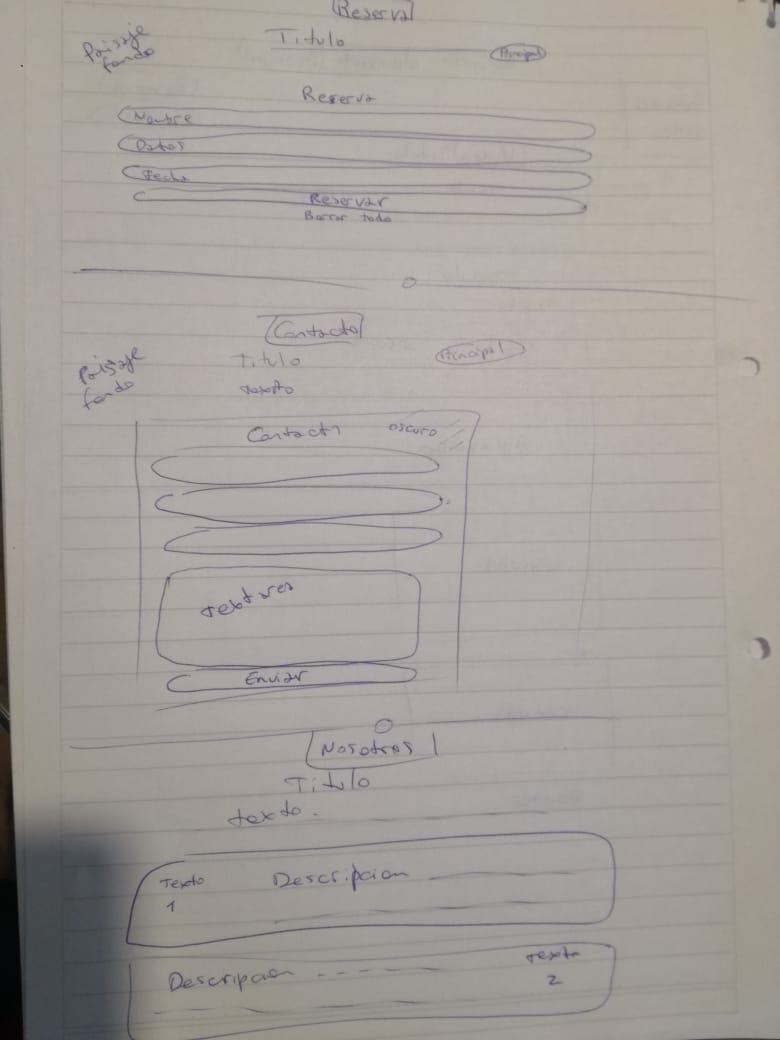 Reserva
Paisaje
fondo
Titulo
Principal
Reserva
Nombre
Datos
Fecha
Reservar
Borrar todo
Contacto
Paisaje
fondo
Titulo
Principal
texto
Contacto
oscuro
Enviar
Nosotros
Titulo
texto.
Texto
1
Descripcion
Descripcion
texto
2